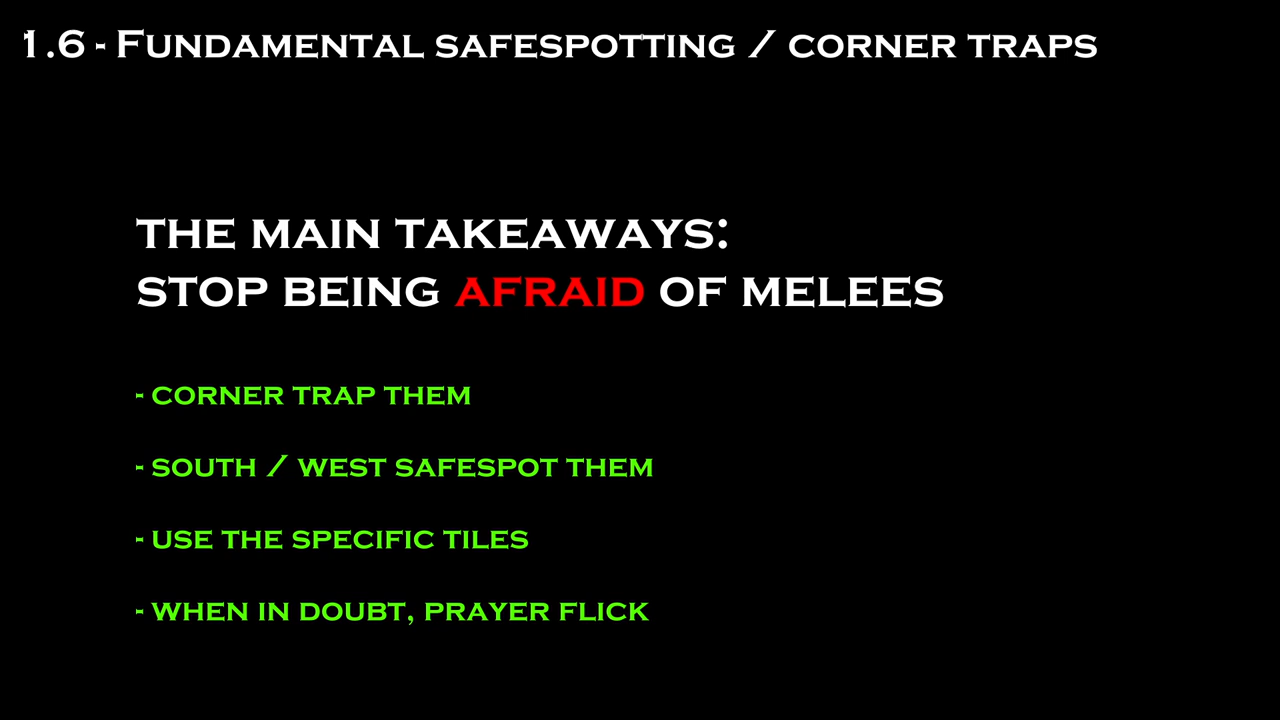 1.6 - Fundamental safespotting / corner traps
The main takeaways:
Stop being afraid of melees
- Corner trap them
- South / West safespot them
- Use the specific tiles
- When in doubt, prayer flick